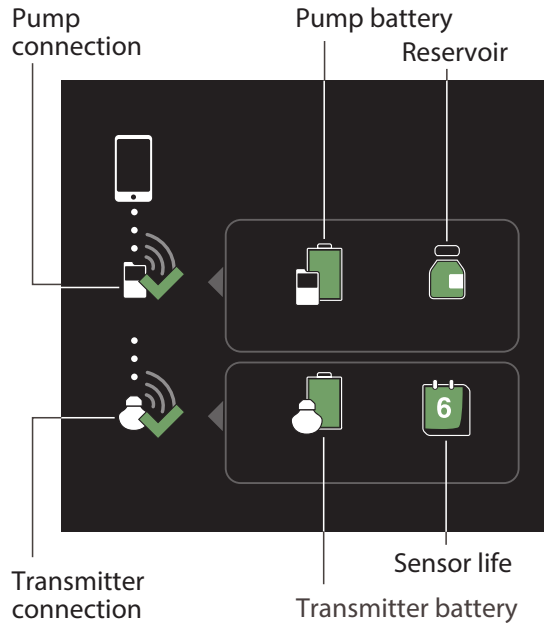 Pump
connection
Pump battery
Reservoir
6
Transmitter
connection
Sensor life
Transmitter battery